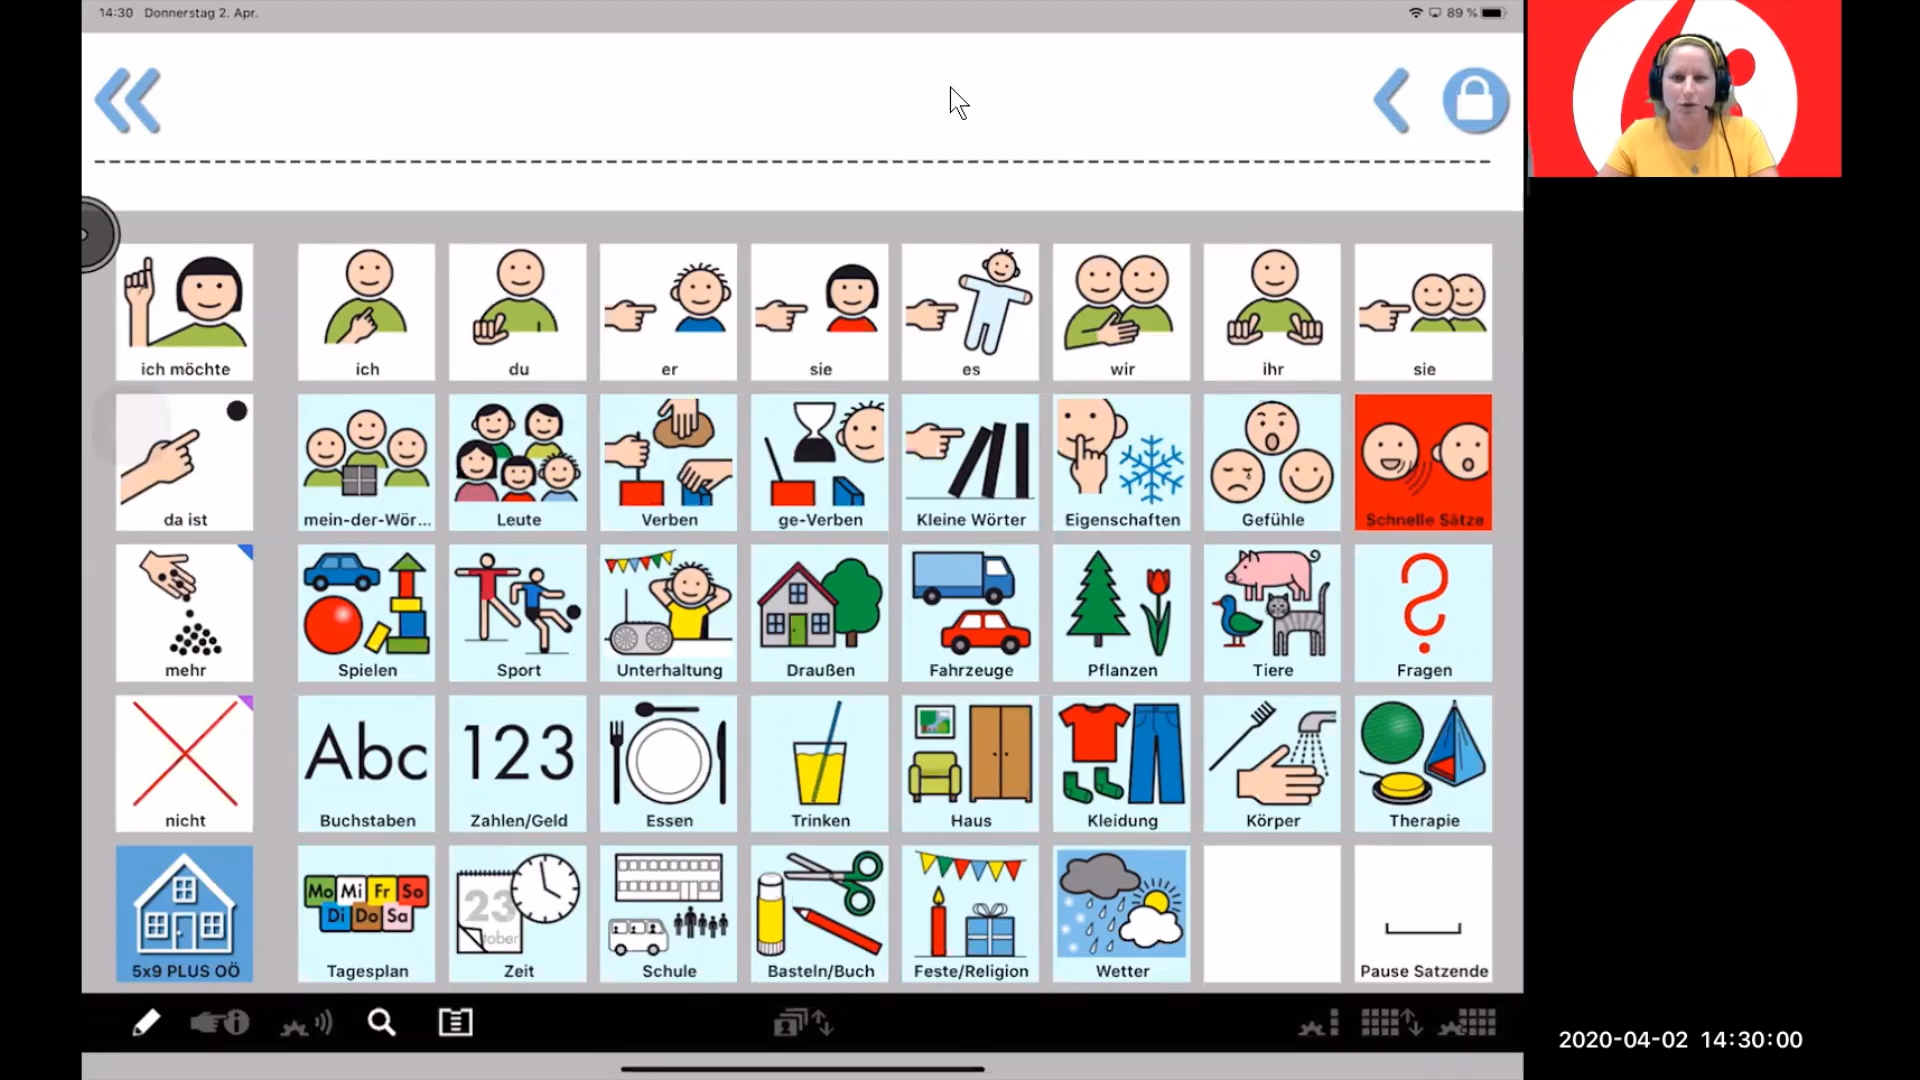 14:30 Donnerstag 2. Apr.
89 %
ich möchte
ich
du
er
sie
es
wir
ihr
sie
da ist
mein-der-Wör...
Leute
Verben
ge-Verben
Kleine Wörter
Eigenschaften
Gefühle
Schnelle Sätze
mehr
Spielen
Sport
Unterhaltung
Draußen
Fahrzeuge
Pflanzen
Tiere
Fragen
nicht
Abc
Buchstaben
123
Zahlen/Geld
Essen
Trinken
Haus
Kleidung
Körper
Therapie
5x9 PLUS OÖ
Mo Mi Fr So
Di Do Sa
Tagesplan
23
tober
Zeit
Schule
Basteln/Buch
Feste/Religion
Wetter
Pause Satzende
2020-04-02 14:30:00